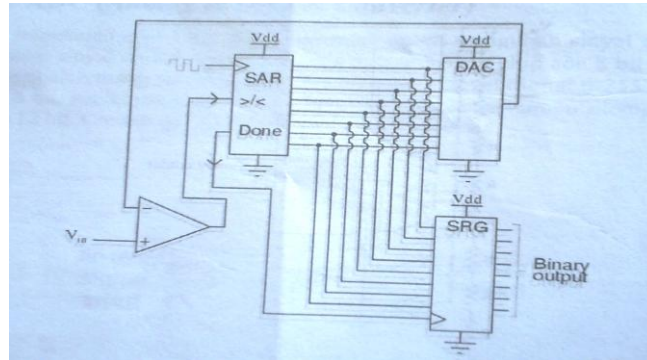 Vdd
Vdd
SAR
DAC
>/<
Done
Vdd
SRG
−
Vin
+
Binary
output